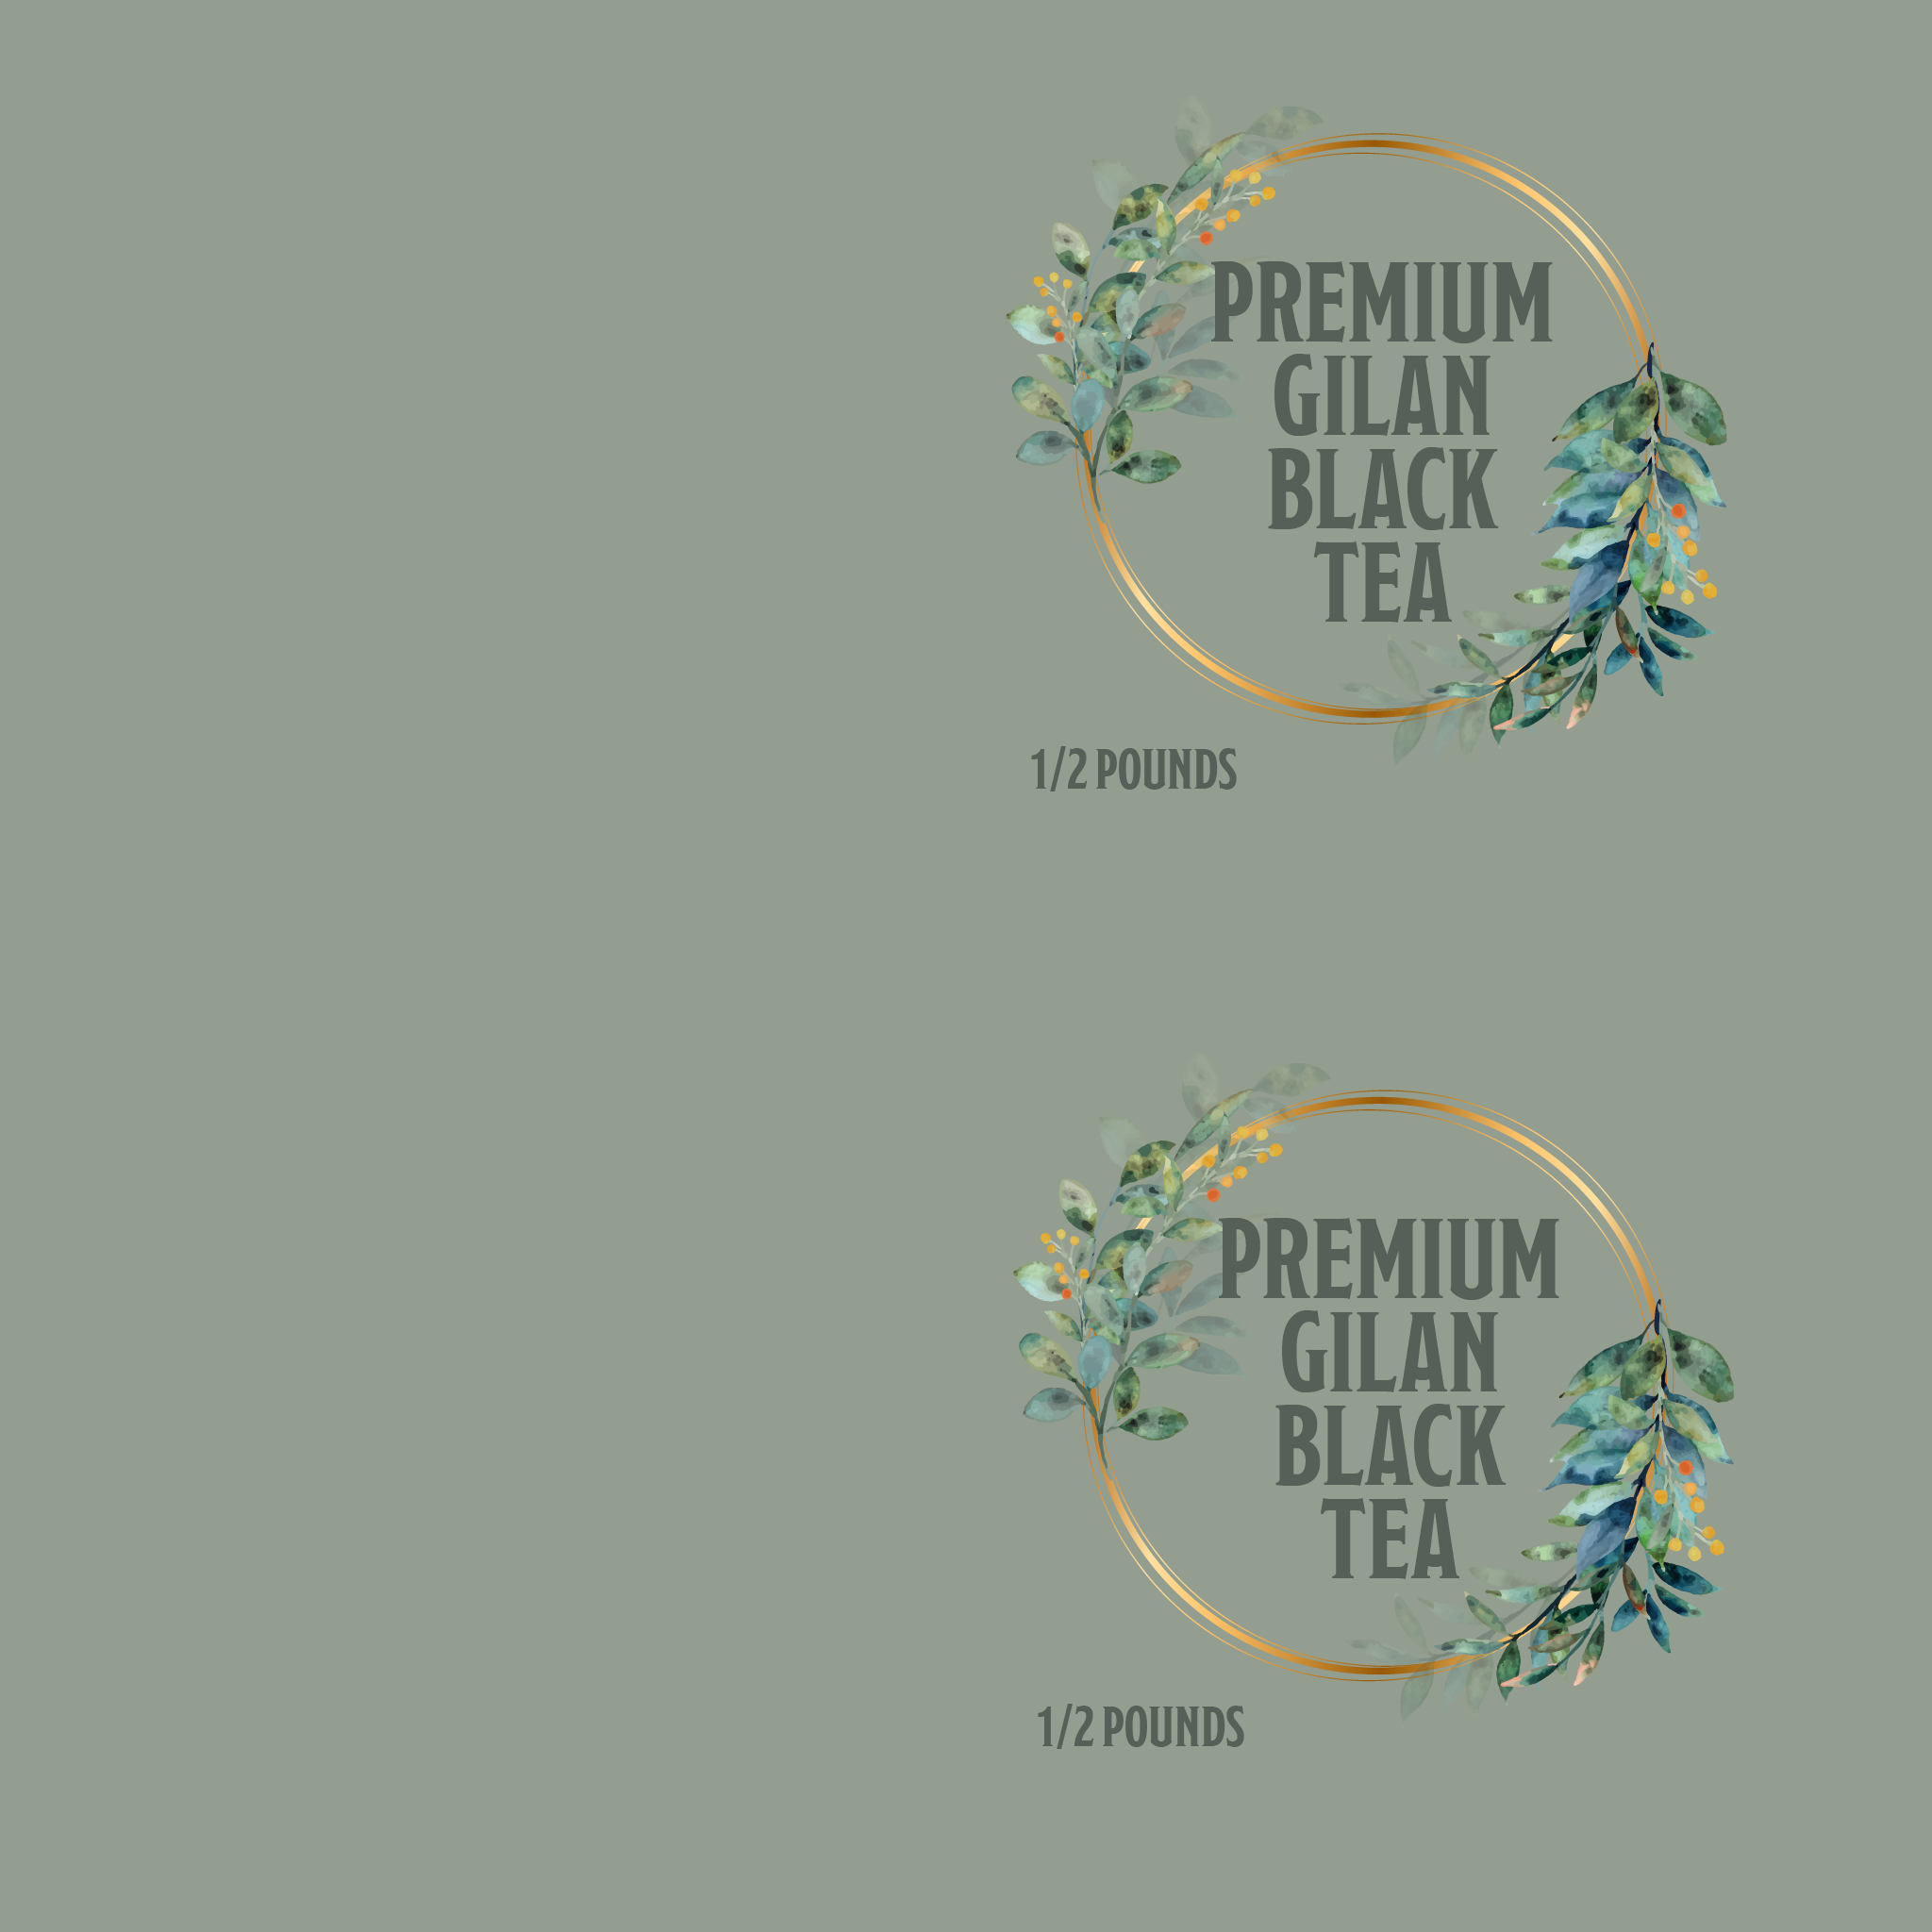 PREMIUM
GILAN
BLACK
TEA
1/2 POUNDS
PREMIUM
GILAN
BLACK
TEA
1/2 POUNDS